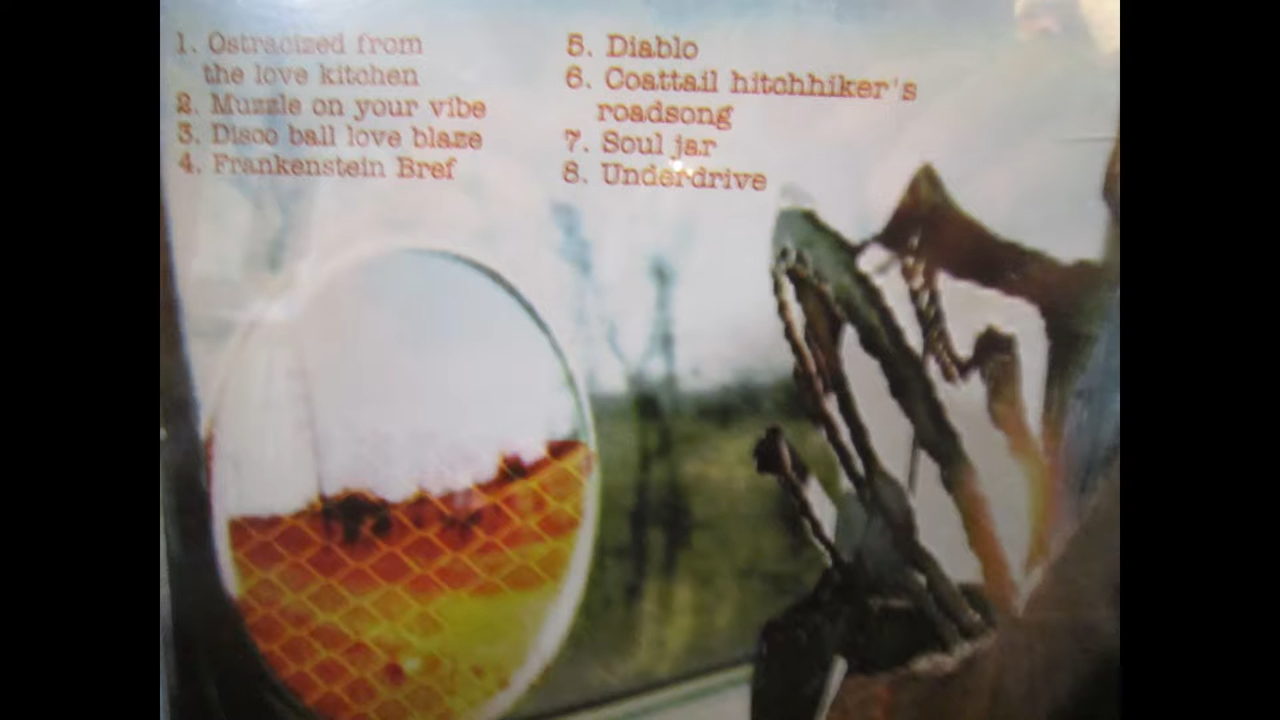 1. Ostracized from
the love kitchen
2. Muzzle on your vibe
3. Disco ball love blaze
4. Frankenstein Bref
5. Diablo
6. Coattail hitchhiker's
roadsong
7. Soul jar
8. Underdrive